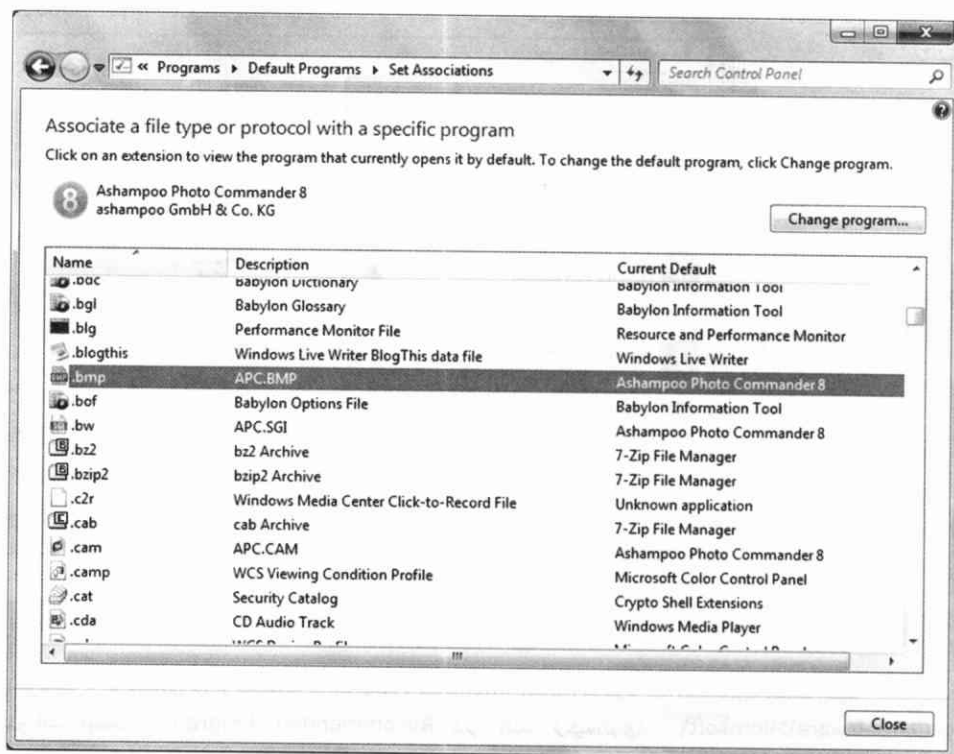 « Programs ▸ Default Programs ▸ Set Associations
Search Control Panel
Associate a file type or protocol with a specific program
Click on an extension to view the program that currently opens it by default. To change the default program, click Change program.
8 Ashampoo Photo Commander 8
ashampoo GmbH & Co. KG
Change program...
Name Description Current Default
.bdc Babylon Dictionary Babylon Information Tool
.bgl Babylon Glossary Babylon Information Tool
.blg Performance Monitor File Resource and Performance Monitor
.blogthis Windows Live Writer BlogThis data file Windows Live Writer
.bmp APC.BMP Ashampoo Photo Commander 8
.bof Babylon Options File Babylon Information Tool
.bw APC.SGI Ashampoo Photo Commander 8
.bz2 bz2 Archive 7-Zip File Manager
.bzip2 bzip2 Archive 7-Zip File Manager
.c2r Windows Media Center Click-to-Record File Unknown application
.cab cab Archive 7-Zip File Manager
.cam APC.CAM Ashampoo Photo Commander 8
.camp WCS Viewing Condition Profile Microsoft Color Control Panel
.cat Security Catalog Crypto Shell Extensions
.cda CD Audio Track Windows Media Player
Close